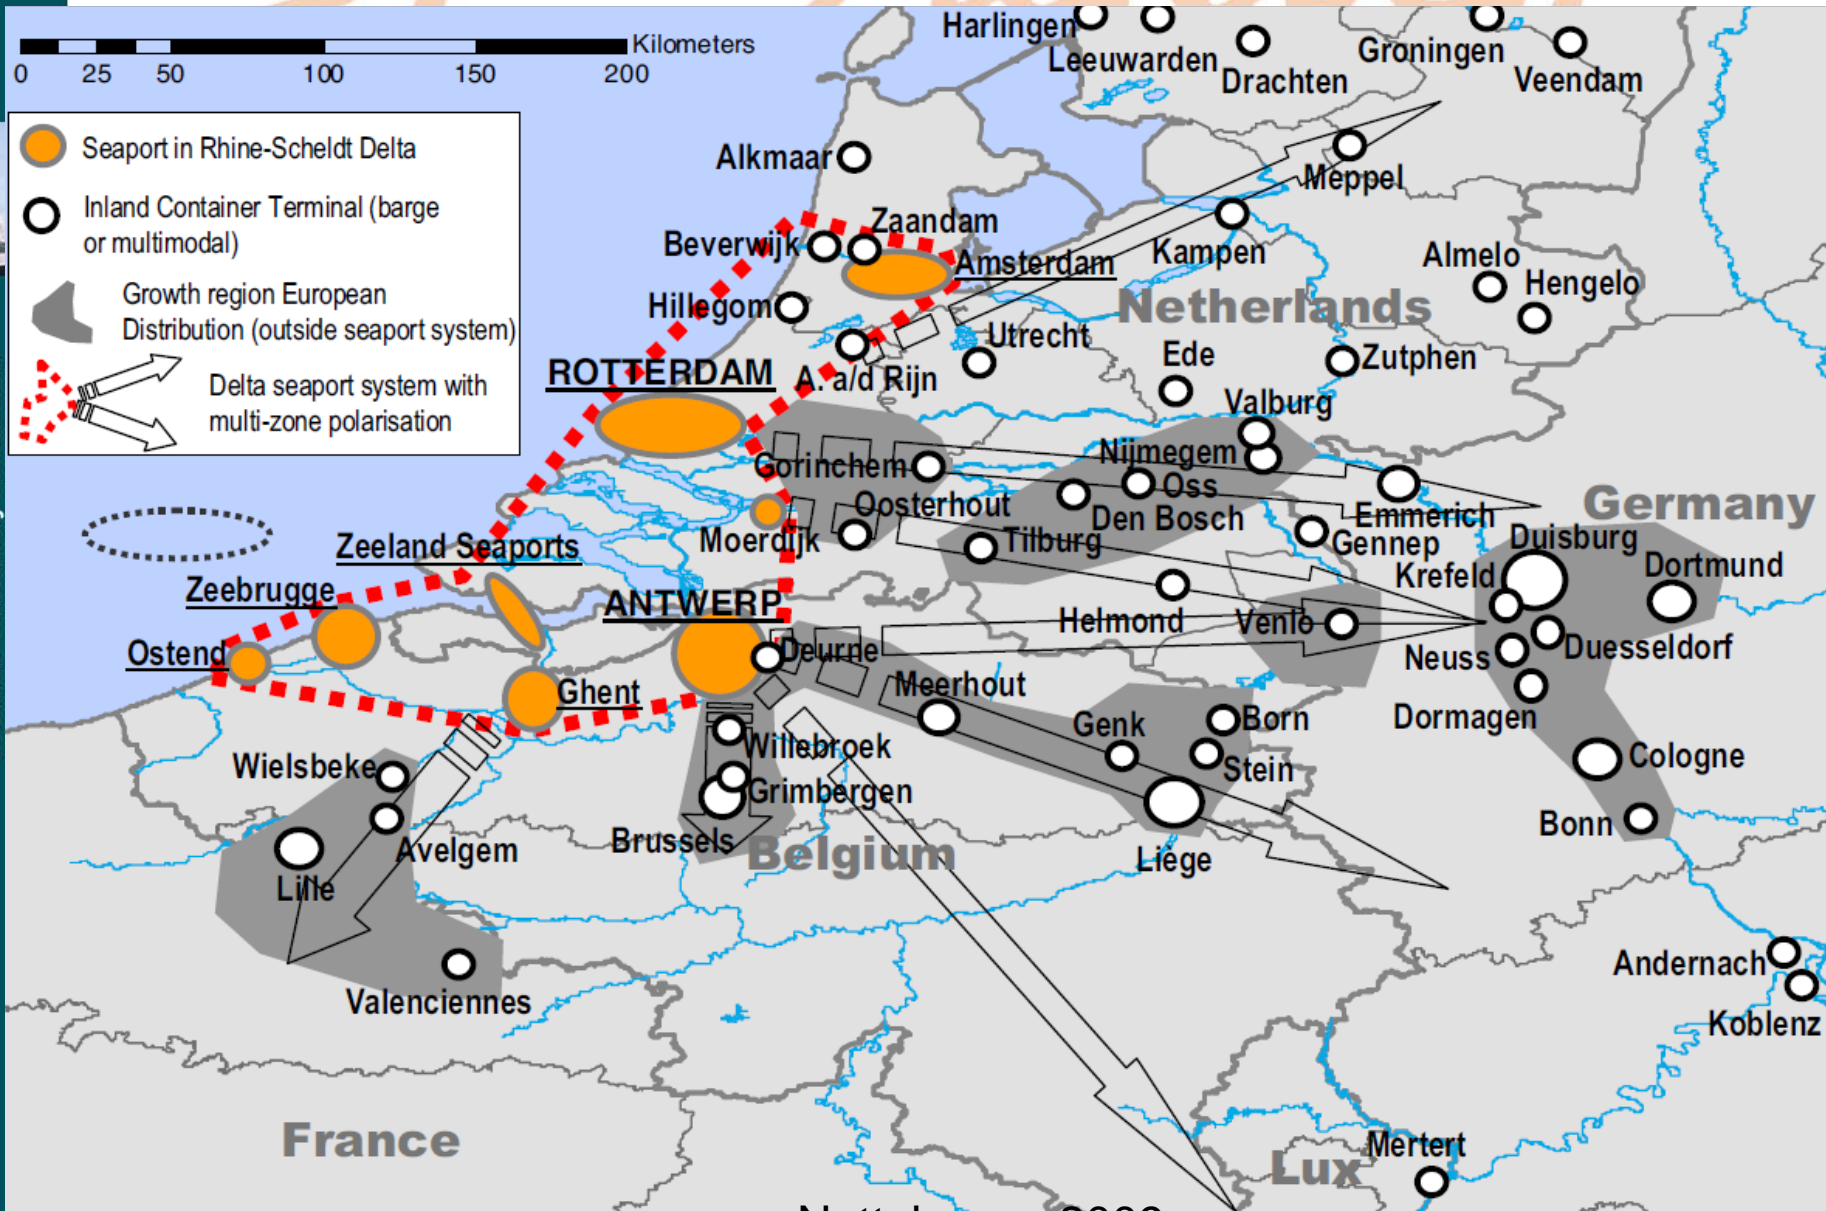 Kilometers
0 25 50 100 150 200
Seaport in Rhine-Scheldt Delta
Inland Container Terminal (barge
or multimodal)
Growth region European
Distribution (outside seaport system)
Delta seaport system with
multi-zone polarisation
Harlingen
Leeuwarden
Drachten
Groningen
Veendam
Alkmaar
Meppel
Zaandam
Beverwijk
Kampen
Amsterdam
Almelo
Hengelo
Hillegom
Netherlands
Utrecht
Ede
Zutphen
ROTTERDAM
A. a/d Rijn
Valburg
Nijmegem
Gorinchem
Oss
Oosterhout
Den Bosch
Emmerich
Germany
Moerdijk
Tilburg
Gennep
Duisburg
Zeeland Seaports
Dortmund
Krefeld
Zeebrugge
ANTWERP
Helmond
Venlo
Ostend
Deurne
Neuss
Duesseldorf
Ghent
Meerhout
Genk
Born
Dormagen
Willebroek
Stein
Cologne
Wielsbeke
Grimbergen
Bonn
Avelgem
Brussels
Belgium
Liège
Lille
Valenciennes
Andernach
Koblenz
France
Mertert
Lux